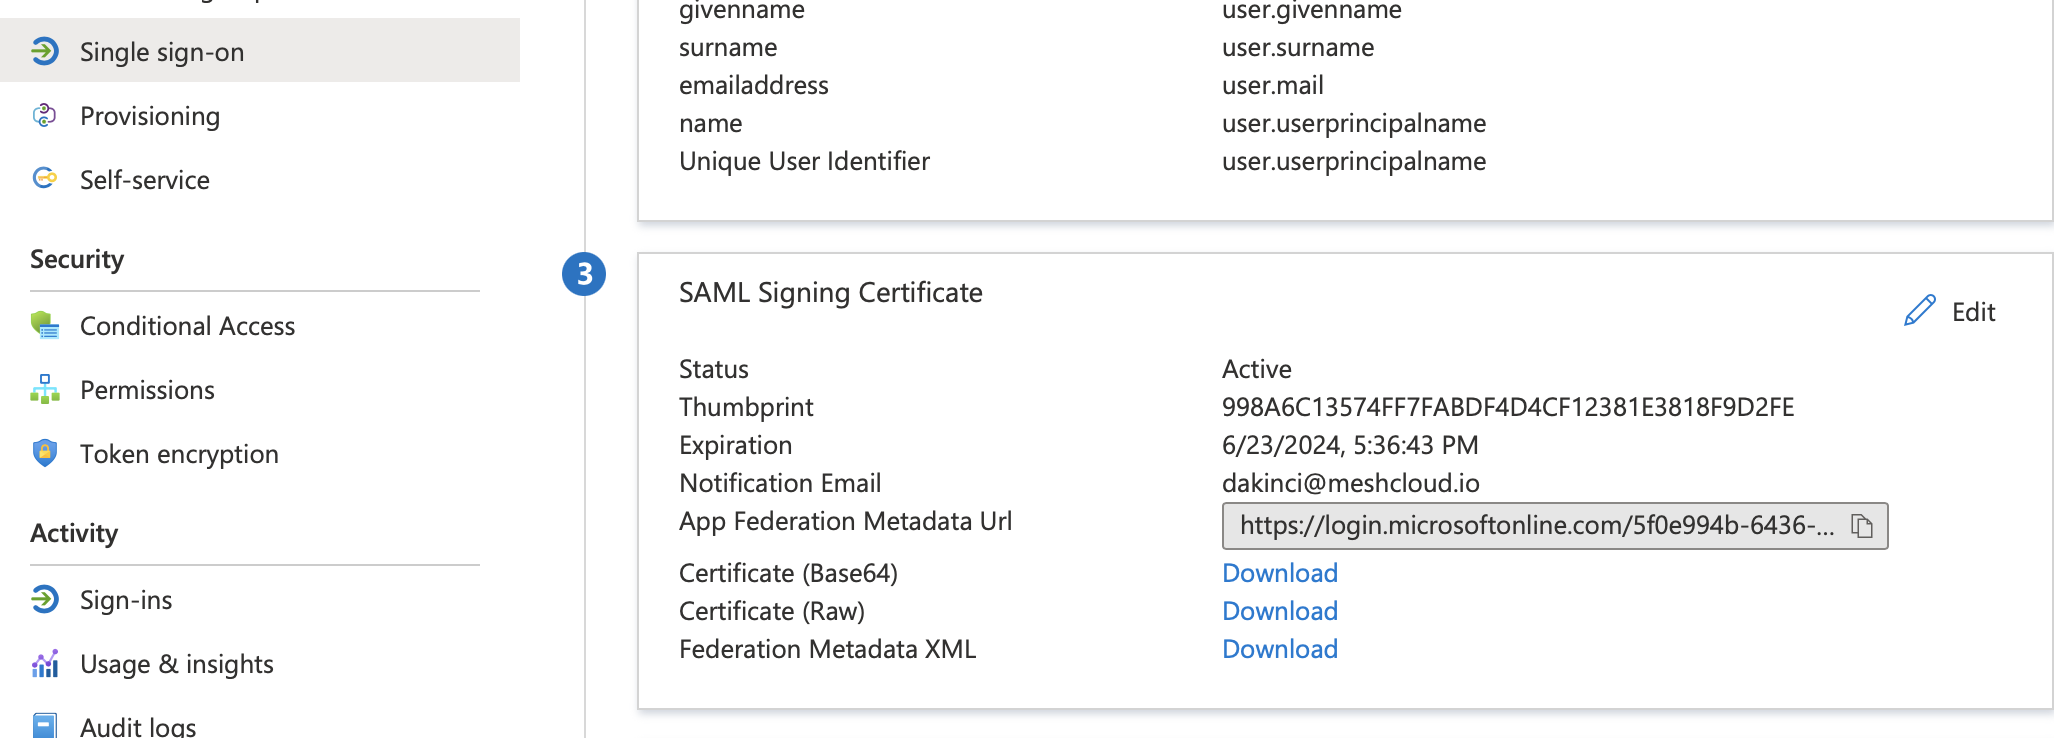 Single sign-on
Provisioning
Self-service
Security
Conditional Access
Permissions
Token encryption
Activity
Sign-ins
Usage & insights
Audit logs
givenname user.givenname
surname user.surname
emailaddress user.mail
name user.userprincipalname
Unique User Identifier user.userprincipalname
3
SAML Signing Certificate
Edit
Status Active
Thumbprint 998A6C13574FF7FABDF4D4CF12381E3818F9D2FE
Expiration 6/23/2024, 5:36:43 PM
Notification Email dakinci@meshcloud.io
App Federation Metadata Url https://login.microsoftonline.com/5f0e994b-6436-...
Certificate (Base64) Download
Certificate (Raw) Download
Federation Metadata XML Download